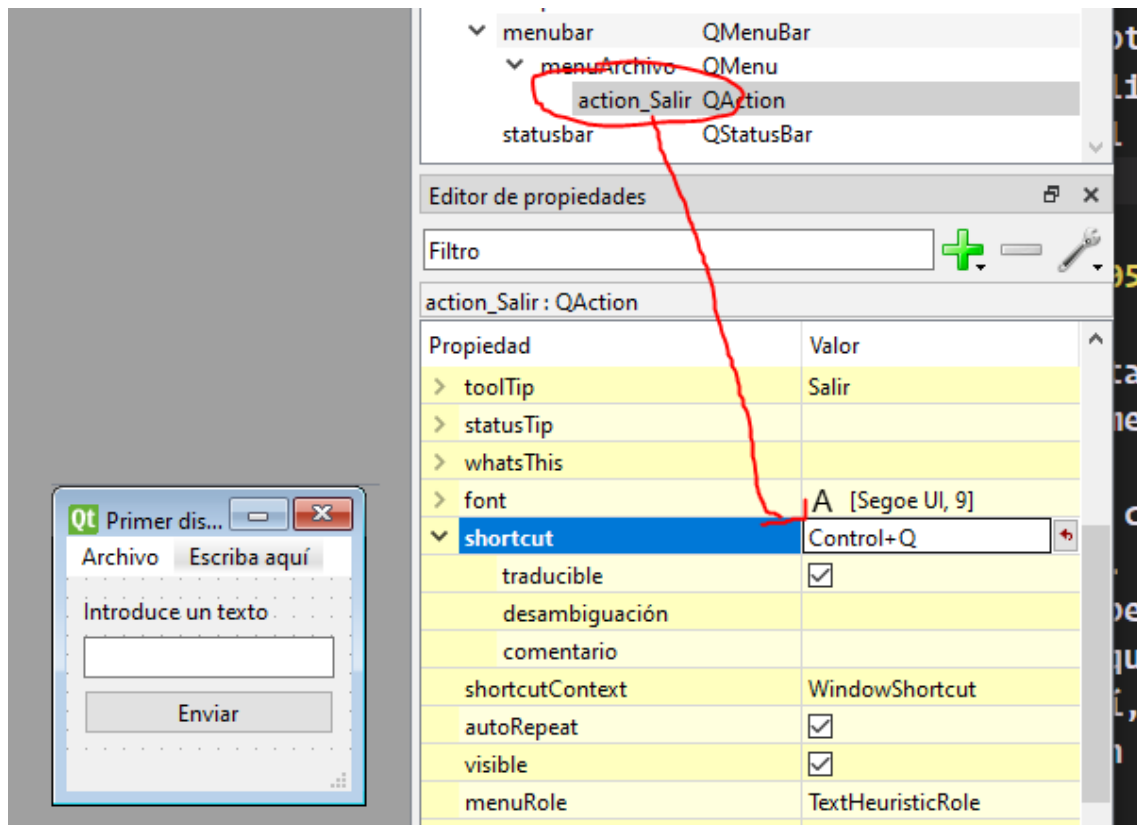 menubar QMenuBar
menuArchivo QMenu
action_Salir QAction
statusbar QStatusBar
Editor de propiedades
Filtro
action_Salir : QAction
Propiedad Valor
toolTip Salir
statusTip
whatsThis
font A [Segoe UI, 9]
shortcut Control+Q
traducible
desambiguación
comentario
shortcutContext WindowShortcut
autoRepeat
visible
menuRole TextHeuristicRole
Qt Primer dis...
Archivo Escriba aquí
Introduce un texto
Enviar